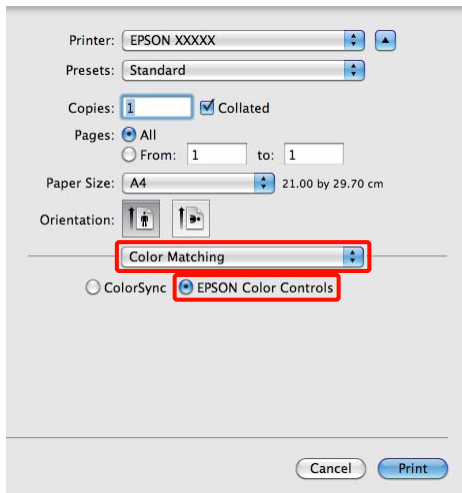 Printer: EPSON XXXXX
Presets: Standard
Copies: 1 Collated
Pages: All
From: 1 to: 1
Paper Size: A4 21.00 by 29.70 cm
Orientation:
Color Matching
ColorSync EPSON Color Controls
Cancel Print